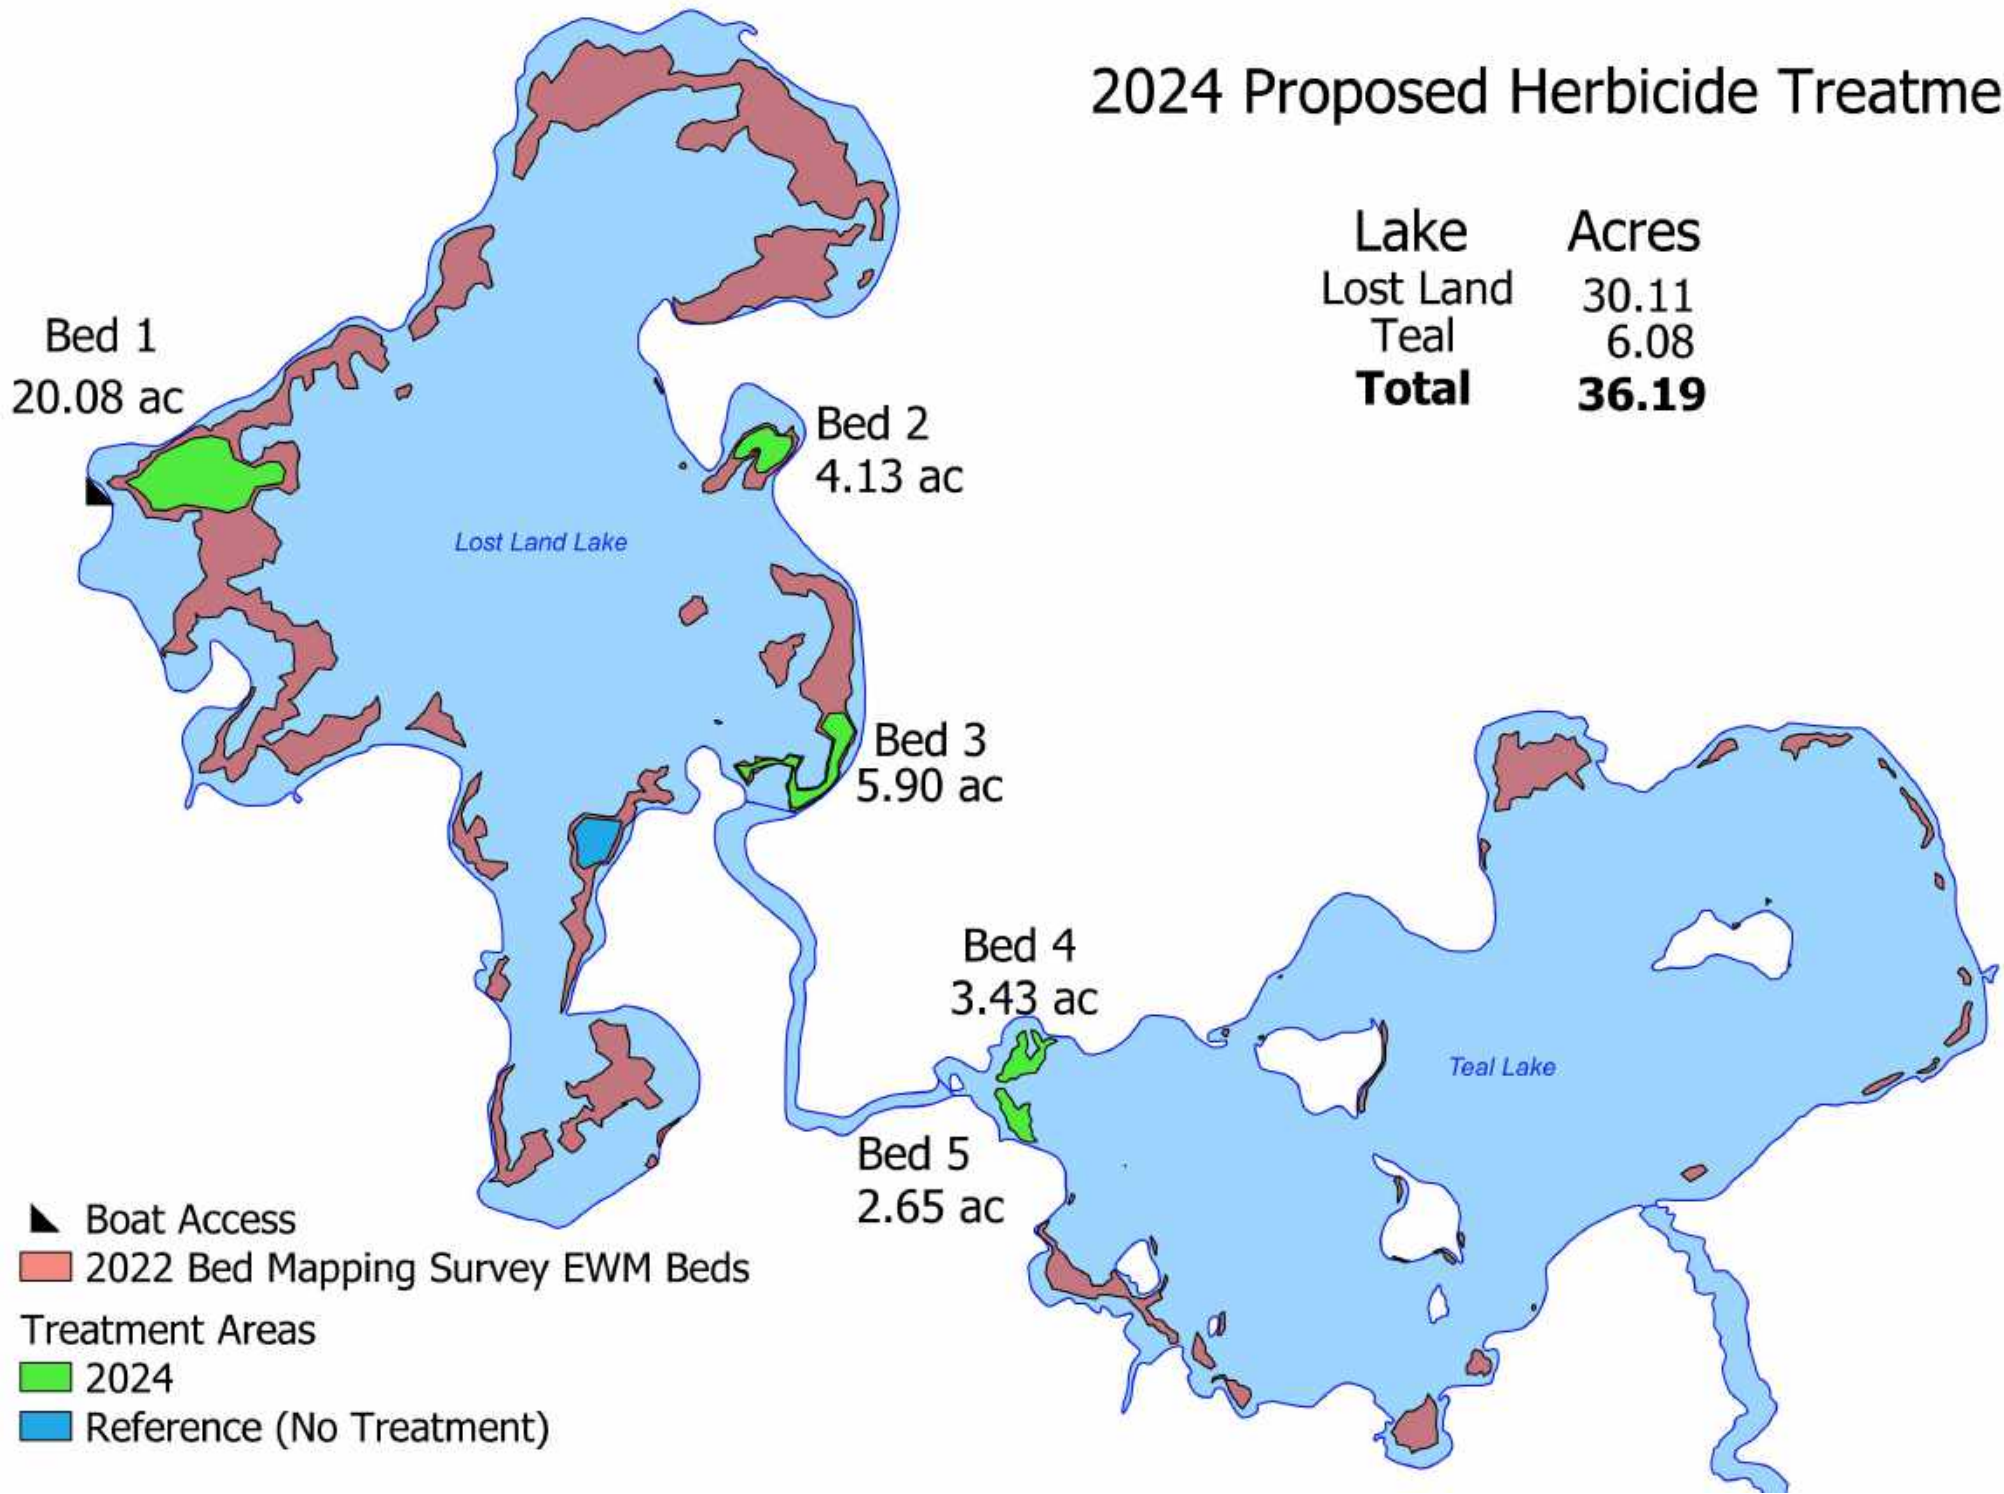 2024 Proposed Herbicide Treatme
Lake Acres
Lost Land 30.11
Teal 6.08
Total 36.19
Bed 1
20.08 ac
Bed 2
4.13 ac
Lost Land Lake
Bed 3
5.90 ac
Bed 4
3.43 ac
Teal Lake
Bed 5
2.65 ac
Boat Access
2022 Bed Mapping Survey EWM Beds
Treatment Areas
2024
Reference (No Treatment)